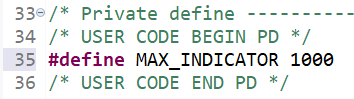 33 /* Private define ----------
34 /* USER CODE BEGIN PD */
35 #define MAX_INDICATOR 1000
36 /* USER CODE END PD */